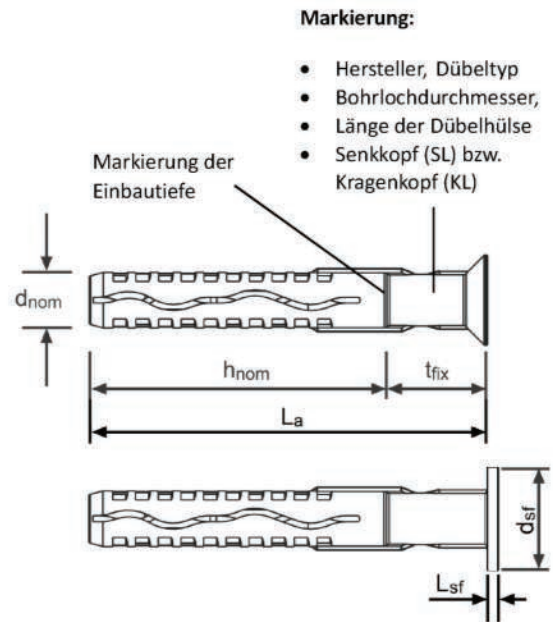 Markierung:
• Hersteller, Dübeltyp
• Bohrlochdurchmesser,
• Länge der Dübelhülse
• Senkkopf (SL) bzw.
Kragenkopf (KL)
Markierung der
Einbautiefe
dnom
hnom
tfix
La
dsf
Lsf